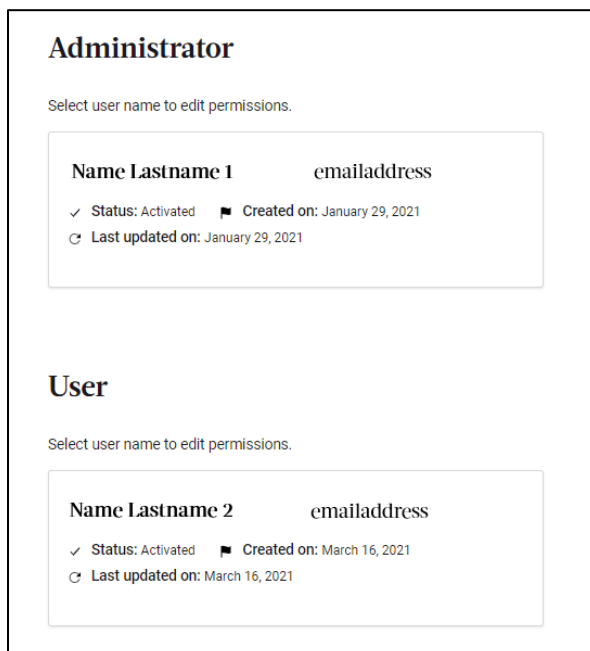 Administrator
Select user name to edit permissions.
Name Lastname 1 emailaddress
Status: Activated Created on: January 29, 2021
Last updated on: January 29, 2021
User
Select user name to edit permissions.
Name Lastname 2 emailaddress
Status: Activated Created on: March 16, 2021
Last updated on: March 16, 2021